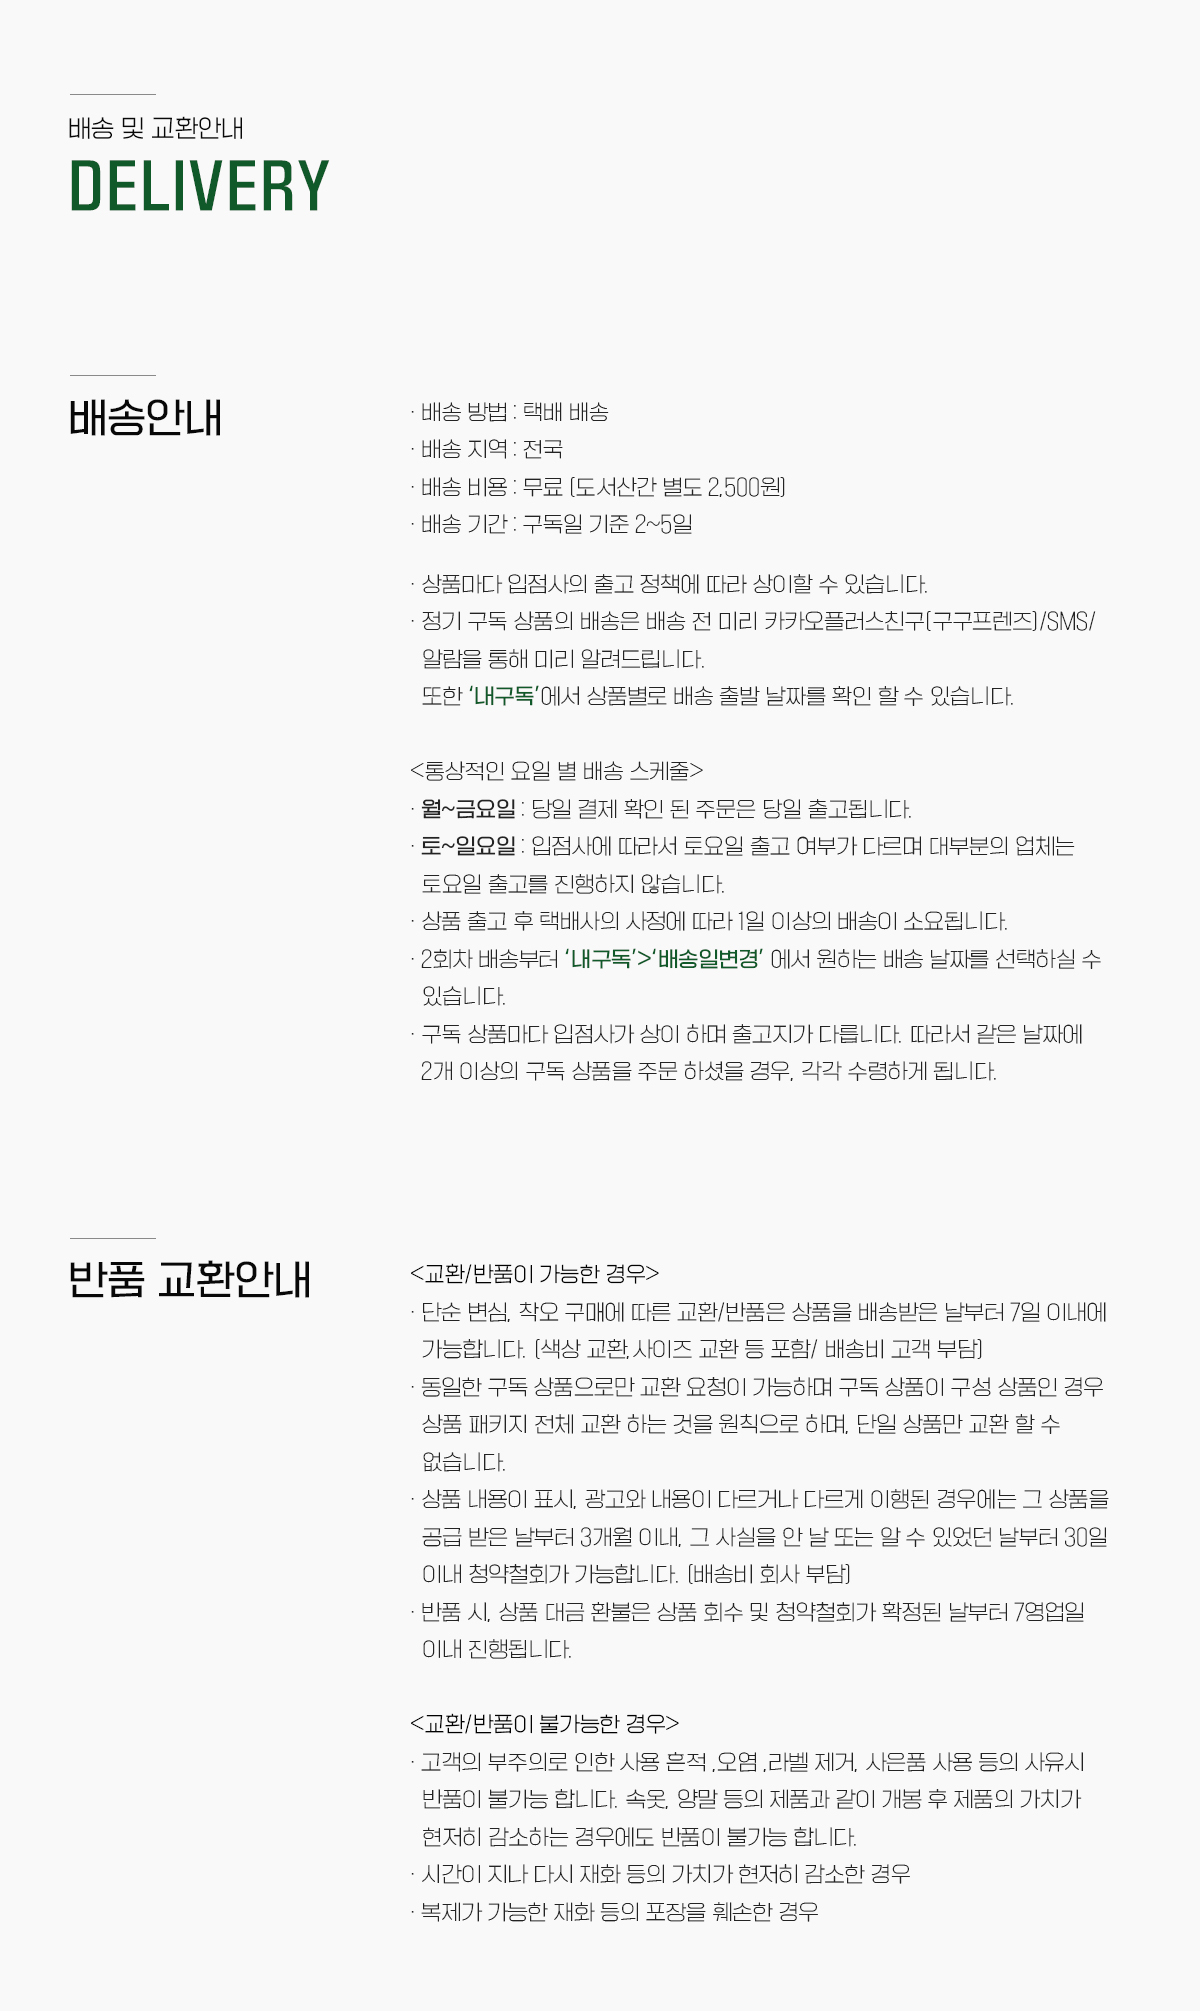 배송 및 교환안내
DELIVERY
배송안내
· 배송 방법 : 택배 배송
· 배송 지역 : 전국
· 배송 비용 : 무료 (도서산간 별도 2,500원)
· 배송 기간 : 구독일 기준 2~5일
· 상품마다 입점사의 출고 정책에 따라 상이할 수 있습니다.
· 정기 구독 상품의 배송은 배송 전 미리 카카오플러스친구(구구프렌즈)/SMS/
알람을 통해 미리 알려드립니다.
또한 ‘내구독’에서 상품별로 배송 출발 날짜를 확인 할 수 있습니다.
<통상적인 요일 별 배송 스케줄>
· 월~금요일 : 당일 결제 확인 된 주문은 당일 출고됩니다.
· 토~일요일 : 입점사에 따라서 토요일 출고 여부가 다르며 대부분의 업체는
토요일 출고를 진행하지 않습니다.
· 상품 출고 후 택배사의 사정에 따라 1일 이상의 배송이 소요됩니다.
· 2회차 배송부터 ‘내구독’>‘배송일변경’ 에서 원하는 배송 날짜를 선택하실 수
있습니다.
· 구독 상품마다 입점사가 상이 하며 출고지가 다릅니다. 따라서 같은 날짜에
2개 이상의 구독 상품을 주문 하셨을 경우, 각각 수령하게 됩니다.
반품 교환안내
<교환/반품이 가능한 경우>
· 단순 변심, 착오 구매에 따른 교환/반품은 상품을 배송받은 날부터 7일 이내에
가능합니다. (색상 교환,사이즈 교환 등 포함/ 배송비 고객 부담)
· 동일한 구독 상품으로만 교환 요청이 가능하며 구독 상품이 구성 상품인 경우
상품 패키지 전체 교환 하는 것을 원칙으로 하며, 단일 상품만 교환 할 수
없습니다.
· 상품 내용이 표시, 광고와 내용이 다르거나 다르게 이행된 경우에는 그 상품을
공급 받은 날부터 3개월 이내, 그 사실을 안 날 또는 알 수 있었던 날부터 30일
이내 청약철회가 가능합니다. (배송비 회사 부담)
· 반품 시, 상품 대금 환불은 상품 회수 및 청약철회가 확정된 날부터 7영업일
이내 진행됩니다.
<교환/반품이 불가능한 경우>
· 고객의 부주의로 인한 사용 흔적 ,오염 ,라벨 제거, 사은품 사용 등의 사유시
반품이 불가능 합니다. 속옷, 양말 등의 제품과 같이 개봉 후 제품의 가치가
현저히 감소하는 경우에도 반품이 불가능 합니다.
· 시간이 지나 다시 재화 등의 가치가 현저히 감소한 경우
· 복제가 가능한 재화 등의 포장을 훼손한 경우